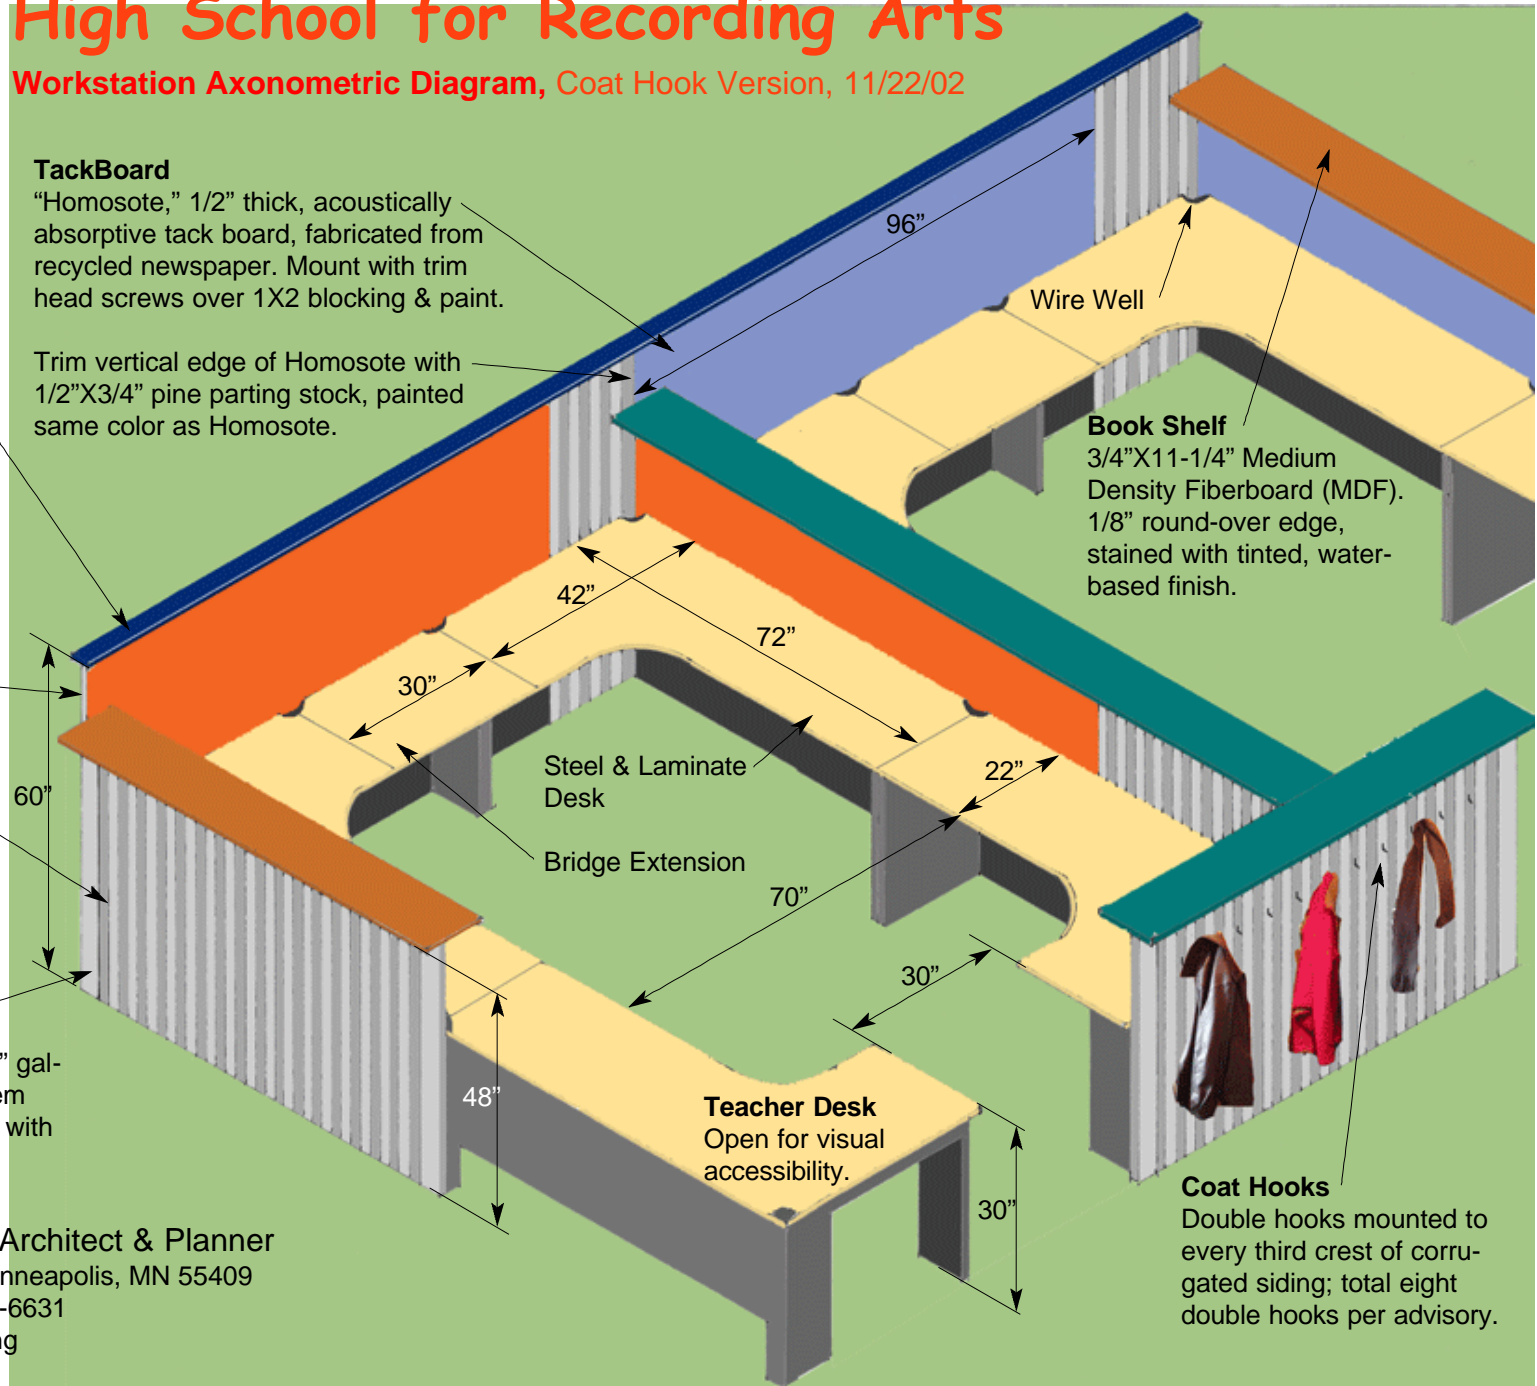 High School for Recording Arts
Workstation Axonometric Diagram, Coat Hook Version, 11/22/02
TackBoard
“Homosote,” 1/2” thick, acoustically
absorptive tack board, fabricated from
recycled newspaper. Mount with trim
head screws over 1X2 blocking & paint.
Trim vertical edge of Homosote with
1/2”X3/4” pine parting stock, painted
same color as Homosote.
96”
Wire Well
Book Shelf
3/4”X11-1/4” Medium
Density Fiberboard (MDF).
1/8” round-over edge,
stained with tinted, water-
based finish.
42”
72”
30”
Steel & Laminate
Desk
22”
60”
Bridge Extension
70”
30”
48”
Teacher Desk
Open for visual
accessibility.
30”
Coat Hooks
Double hooks mounted to
every third crest of corru-
gated siding; total eight
double hooks per advisory.
” gal-
em
with
Architect & Planner
nneapolis, MN 55409
-6631
ng